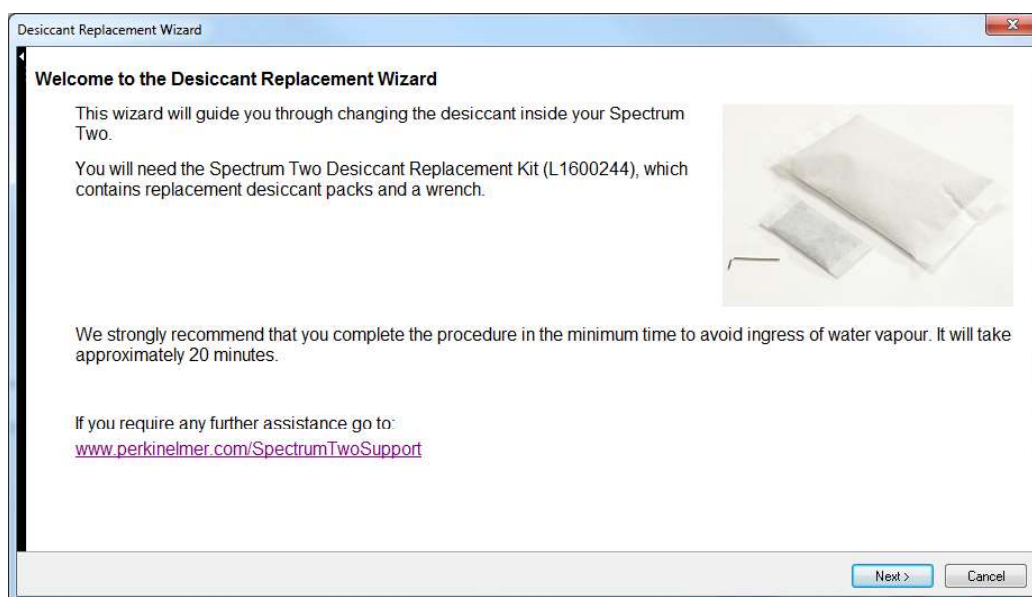 Desiccant Replacement Wizard
Welcome to the Desiccant Replacement Wizard
This wizard will guide you through changing the desiccant inside your Spectrum
Two.
You will need the Spectrum Two Desiccant Replacement Kit (L1600244), which
contains replacement desiccant packs and a wrench.
We strongly recommend that you complete the procedure in the minimum time to avoid ingress of water vapour. It will take
approximately 20 minutes.
If you require any further assistance go to:
www.perkinelmer.com/SpectrumTwoSupport
Next >
Cancel